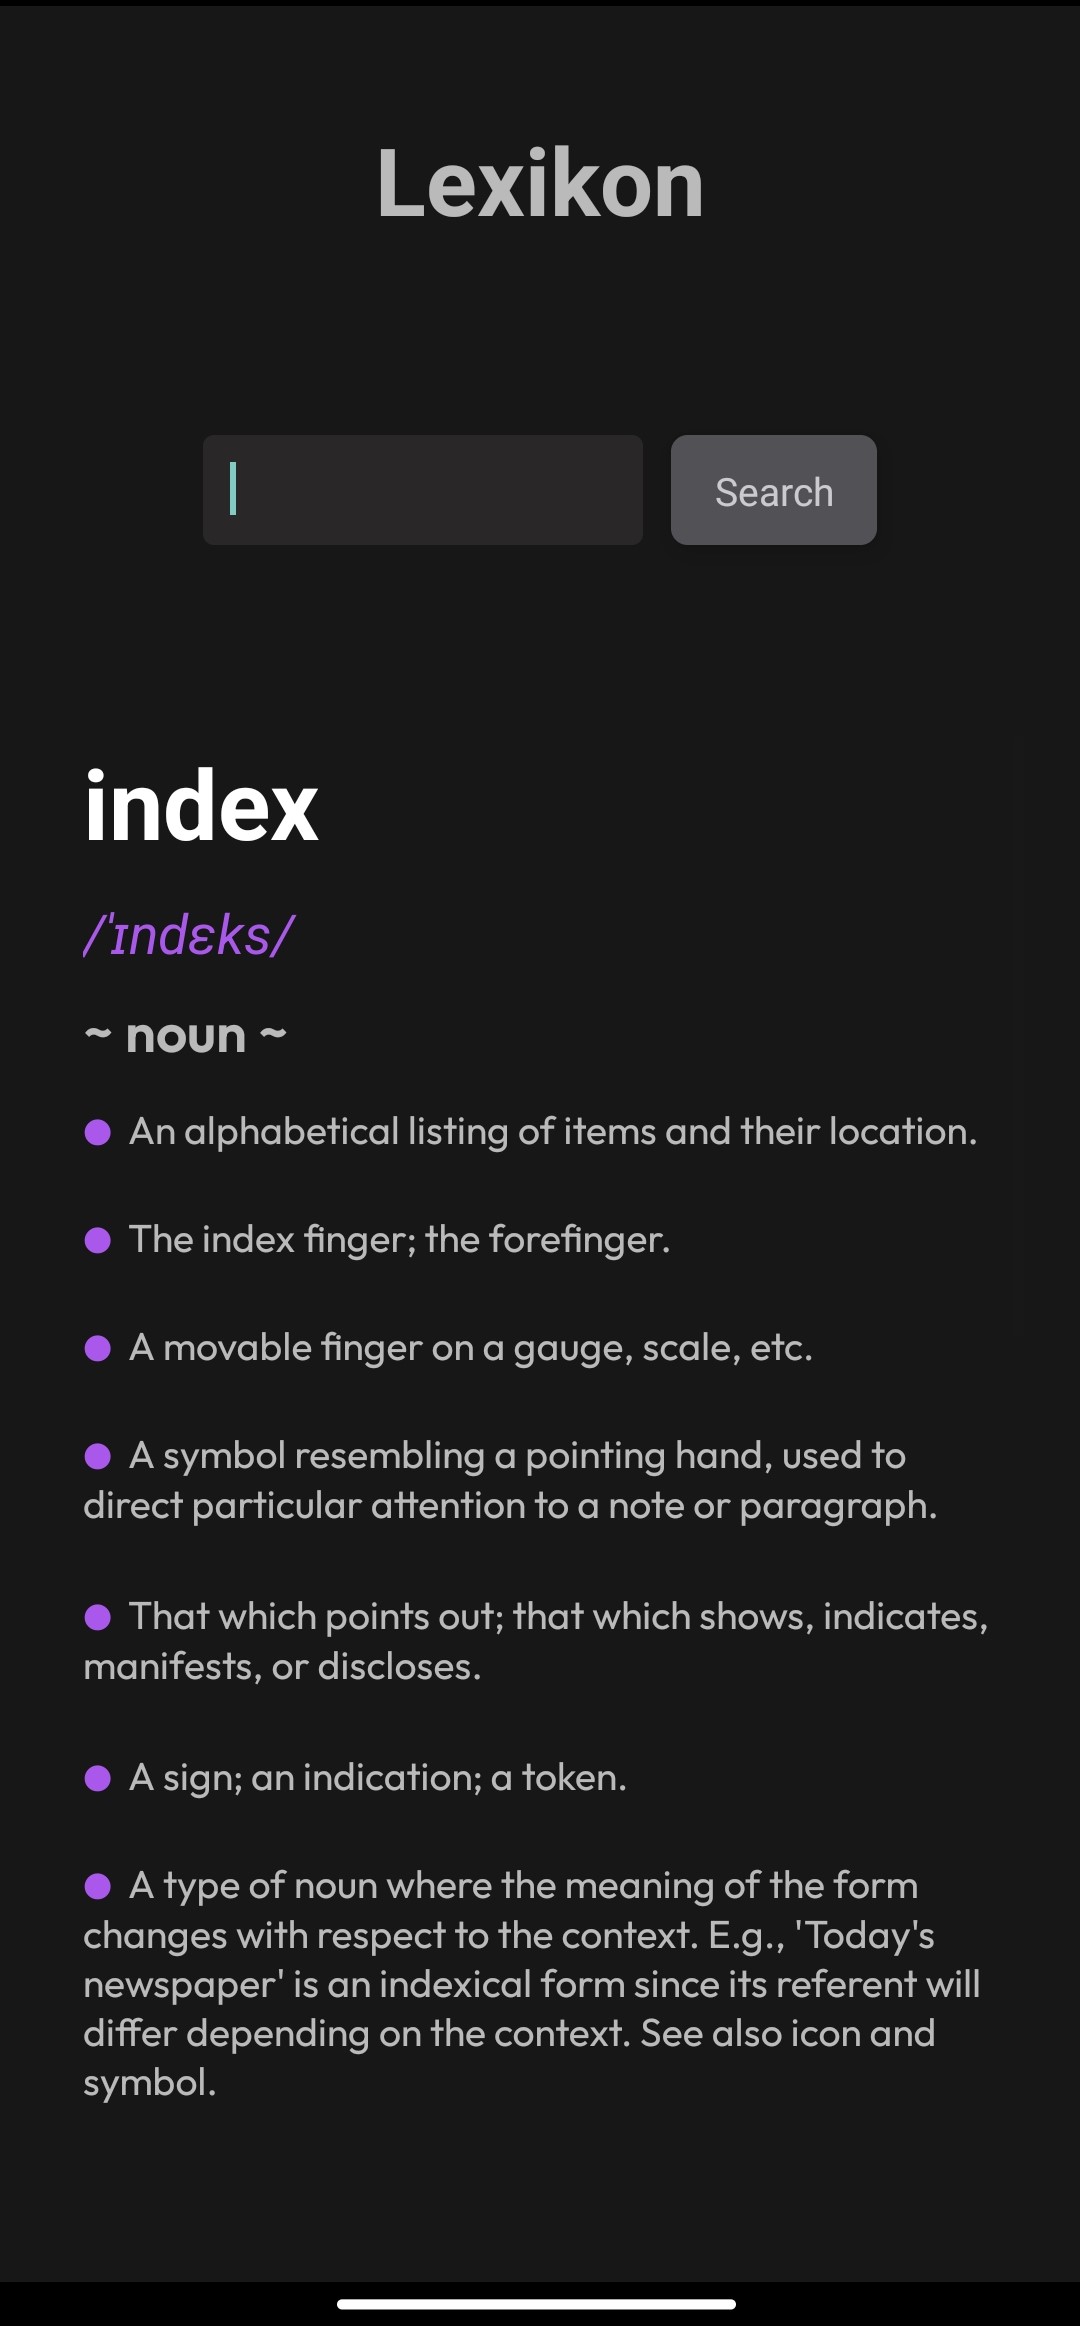 Lexikon
Search
index
/ˈɪndɛks/
~ noun ~
● An alphabetical listing of items and their location.
● The index finger; the forefinger.
● A movable finger on a gauge, scale, etc.
● A symbol resembling a pointing hand, used to
direct particular attention to a note or paragraph.
● That which points out; that which shows, indicates,
manifests, or discloses.
● A sign; an indication; a token.
● A type of noun where the meaning of the form
changes with respect to the context. E.g., 'Today's
newspaper' is an indexical form since its referent will
differ depending on the context. See also icon and
symbol.